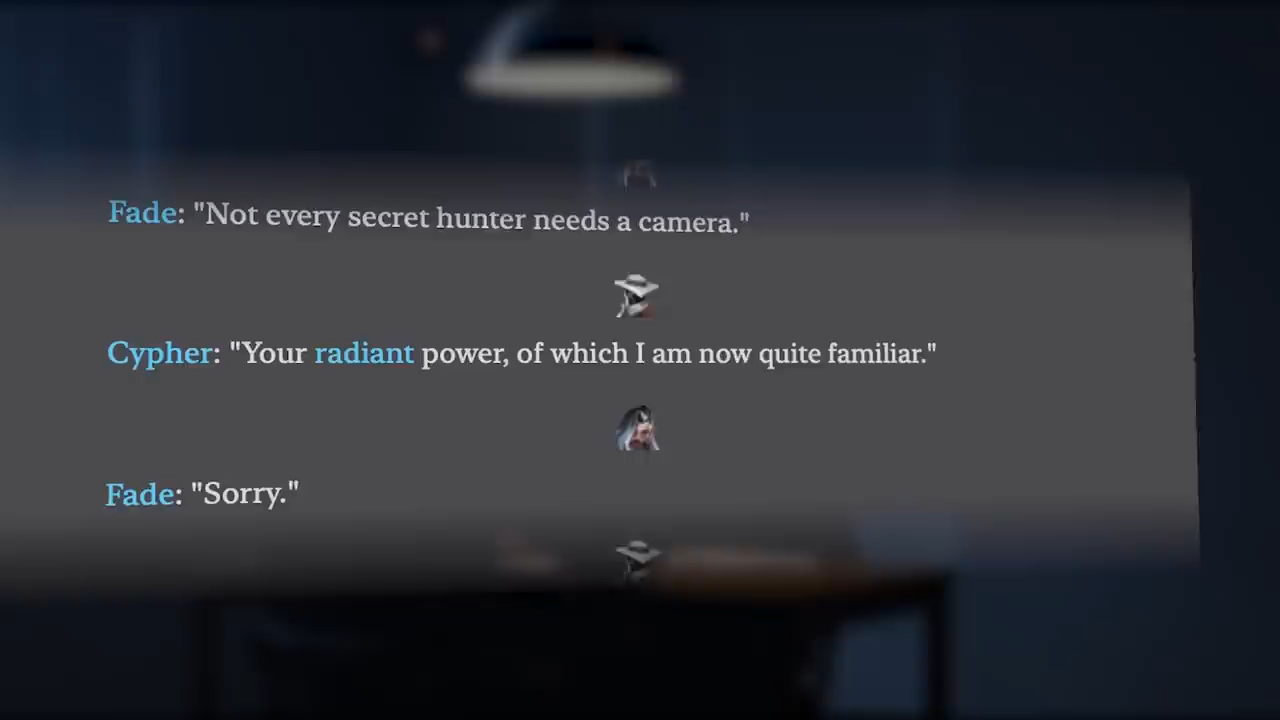 Fade: "Not every secret hunter needs a camera."
Cypher: "Your radiant power, of which I am now quite familiar."
Fade: "Sorry."